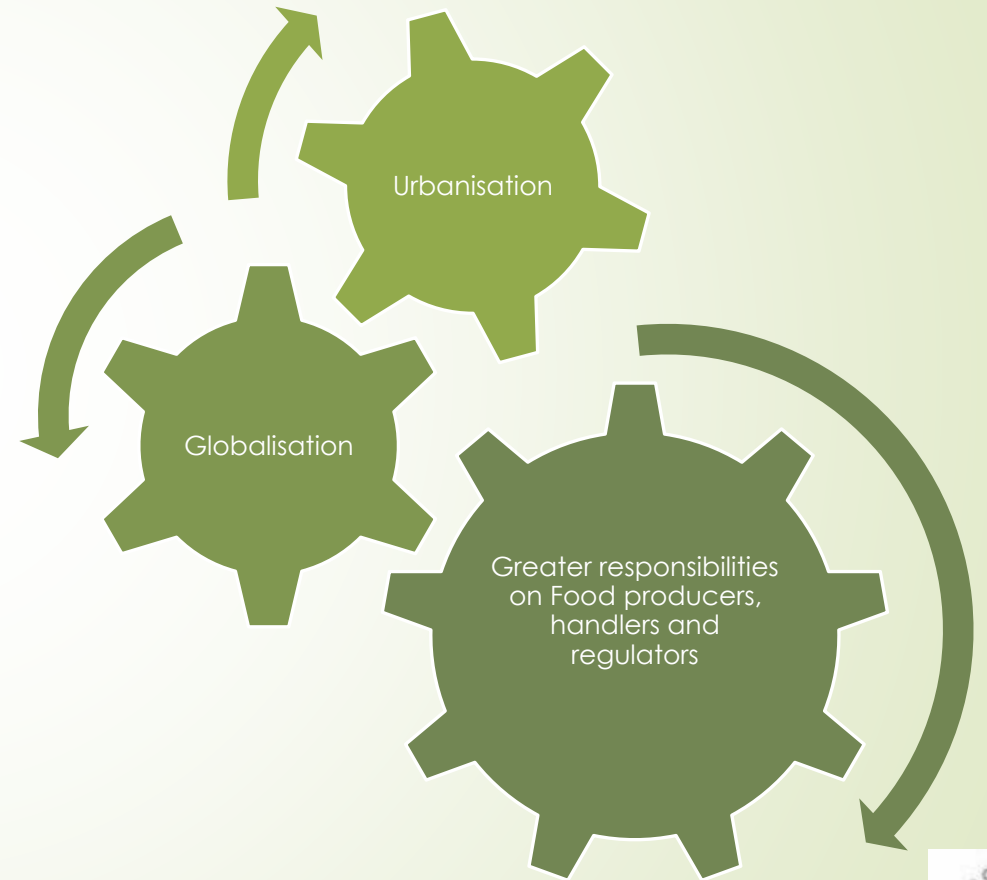 Urbanisation
Globalisation
Greater responsibilities
on Food producers,
handlers and
regulators